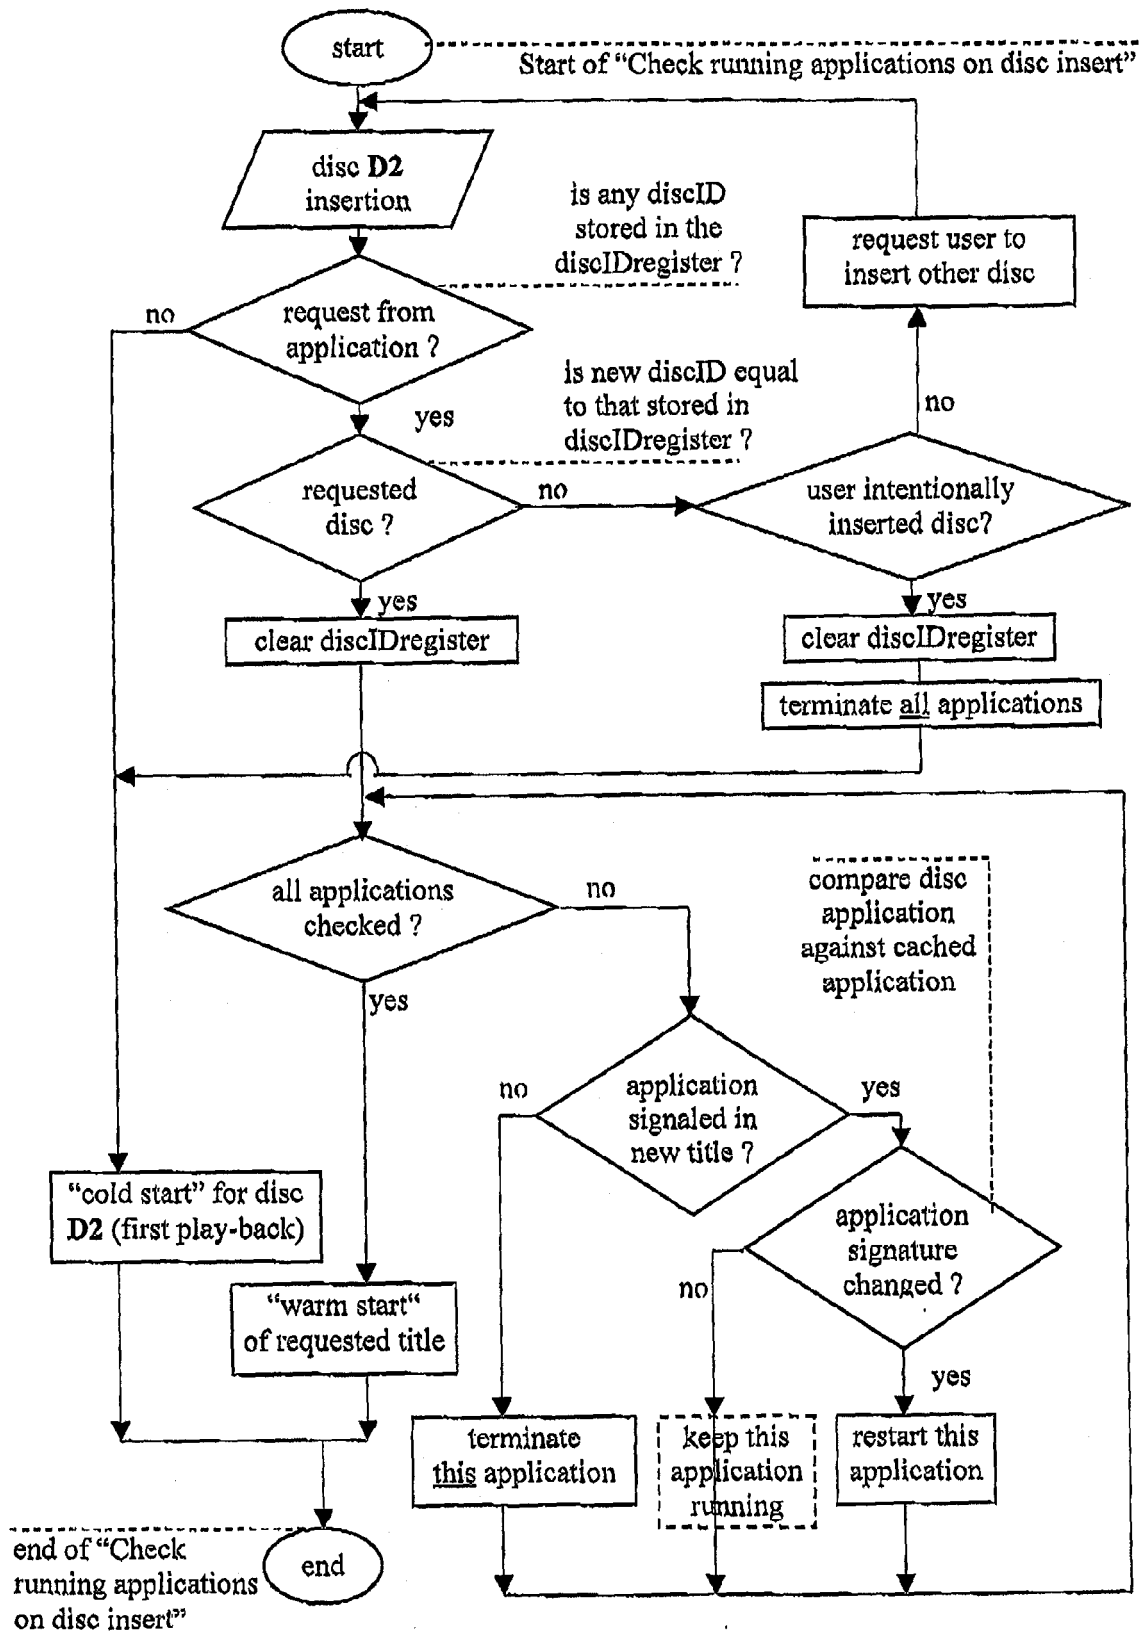 start
Start of “Check running applications on disc insert”
disc D2
insertion
is any discID
stored in the
discIDregister ?
request user to
insert other disc
no
request from
application ?
is new discID equal
to that stored in
discIDregister ?
yes
no
requested
disc ?
no
user intentionally
inserted disc?
yes
clear discIDregister
yes
clear discIDregister
terminate all applications
all applications
checked ?
no
compare disc
application
against cached
application
yes
no
application
signaled in
new title ?
yes
“cold start” for disc
D2 (first play-back)
application
signature
changed ?
no
“warm start“
of requested title
yes
terminate
this application
keep this
application
running
restart this
application
end of “Check
running applications
on disc insert”
end